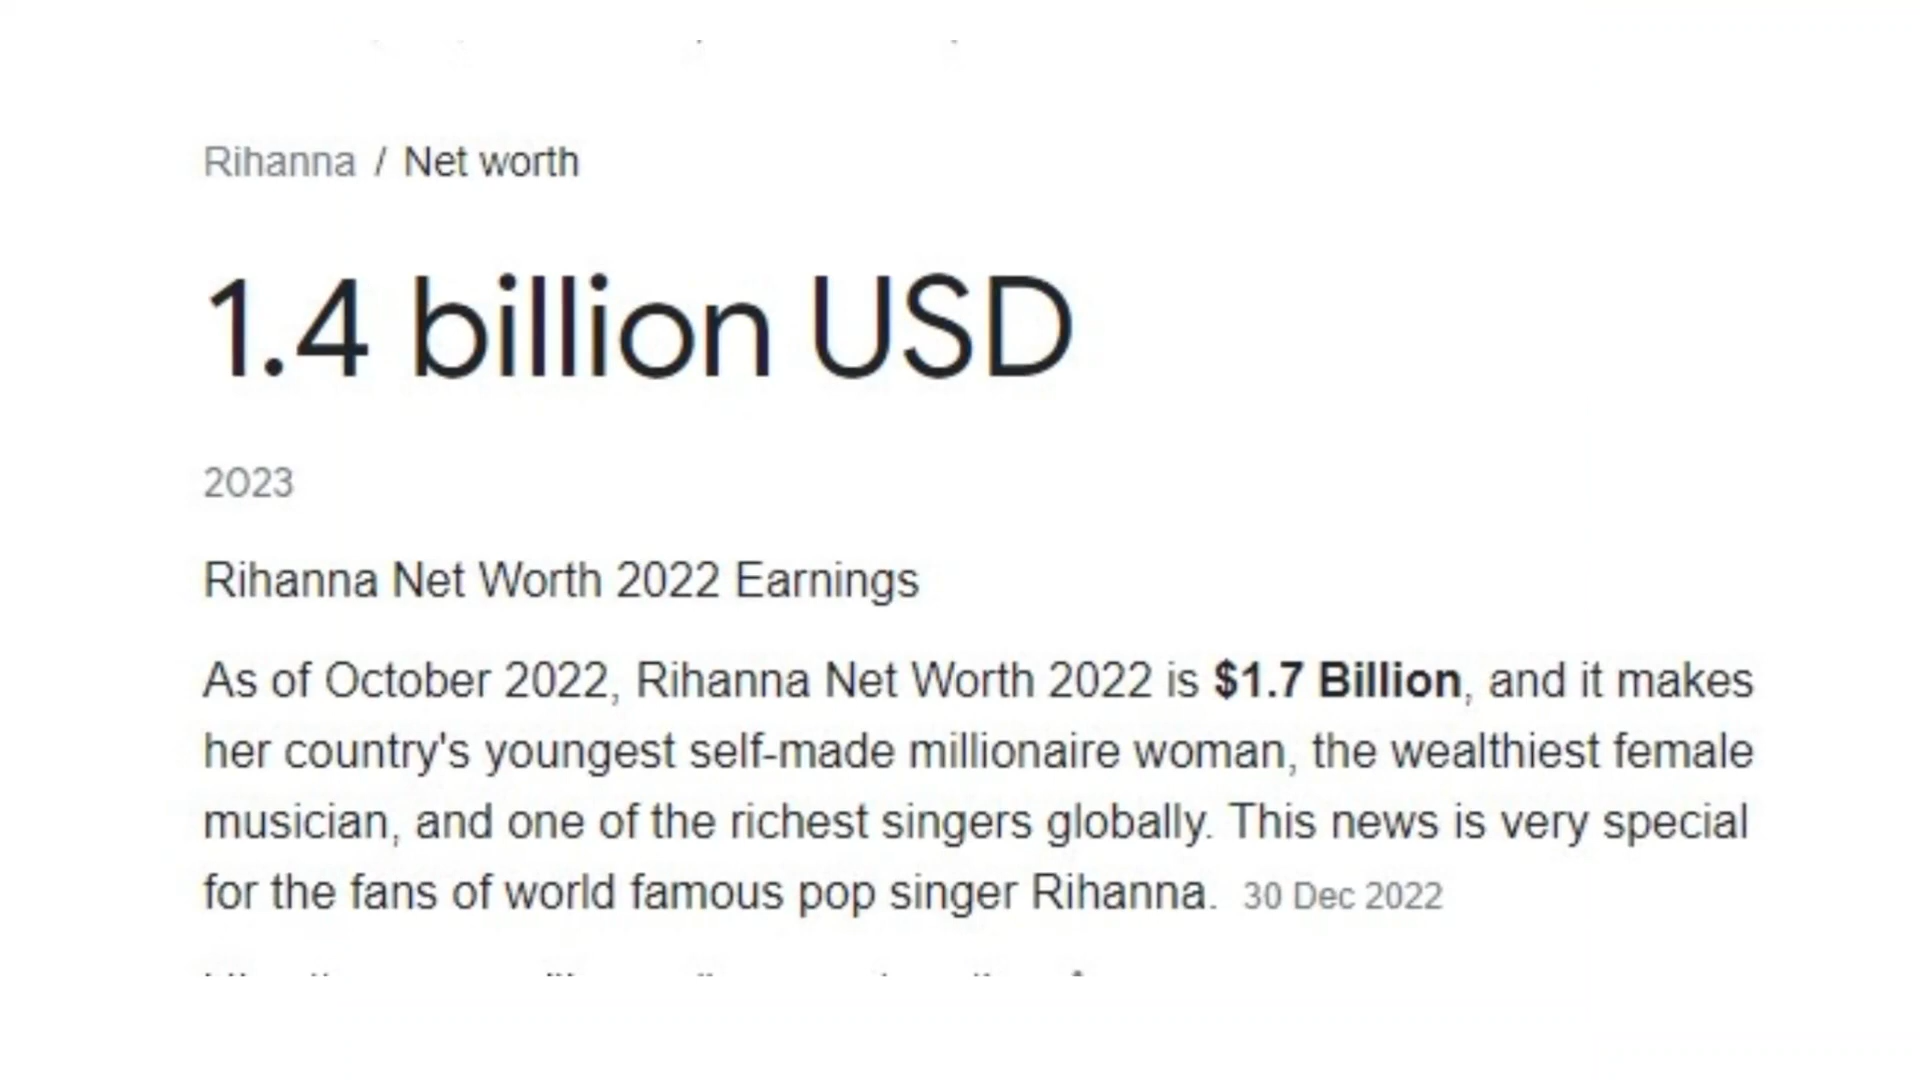 Rihanna / Net worth
1.4 billion USD
2023
Rihanna Net Worth 2022 Earnings
As of October 2022, Rihanna Net Worth 2022 is $1.7 Billion, and it makes
her country's youngest self-made millionaire woman, the wealthiest female
musician, and one of the richest singers globally. This news is very special
for the fans of world famous pop singer Rihanna. 30 Dec 2022